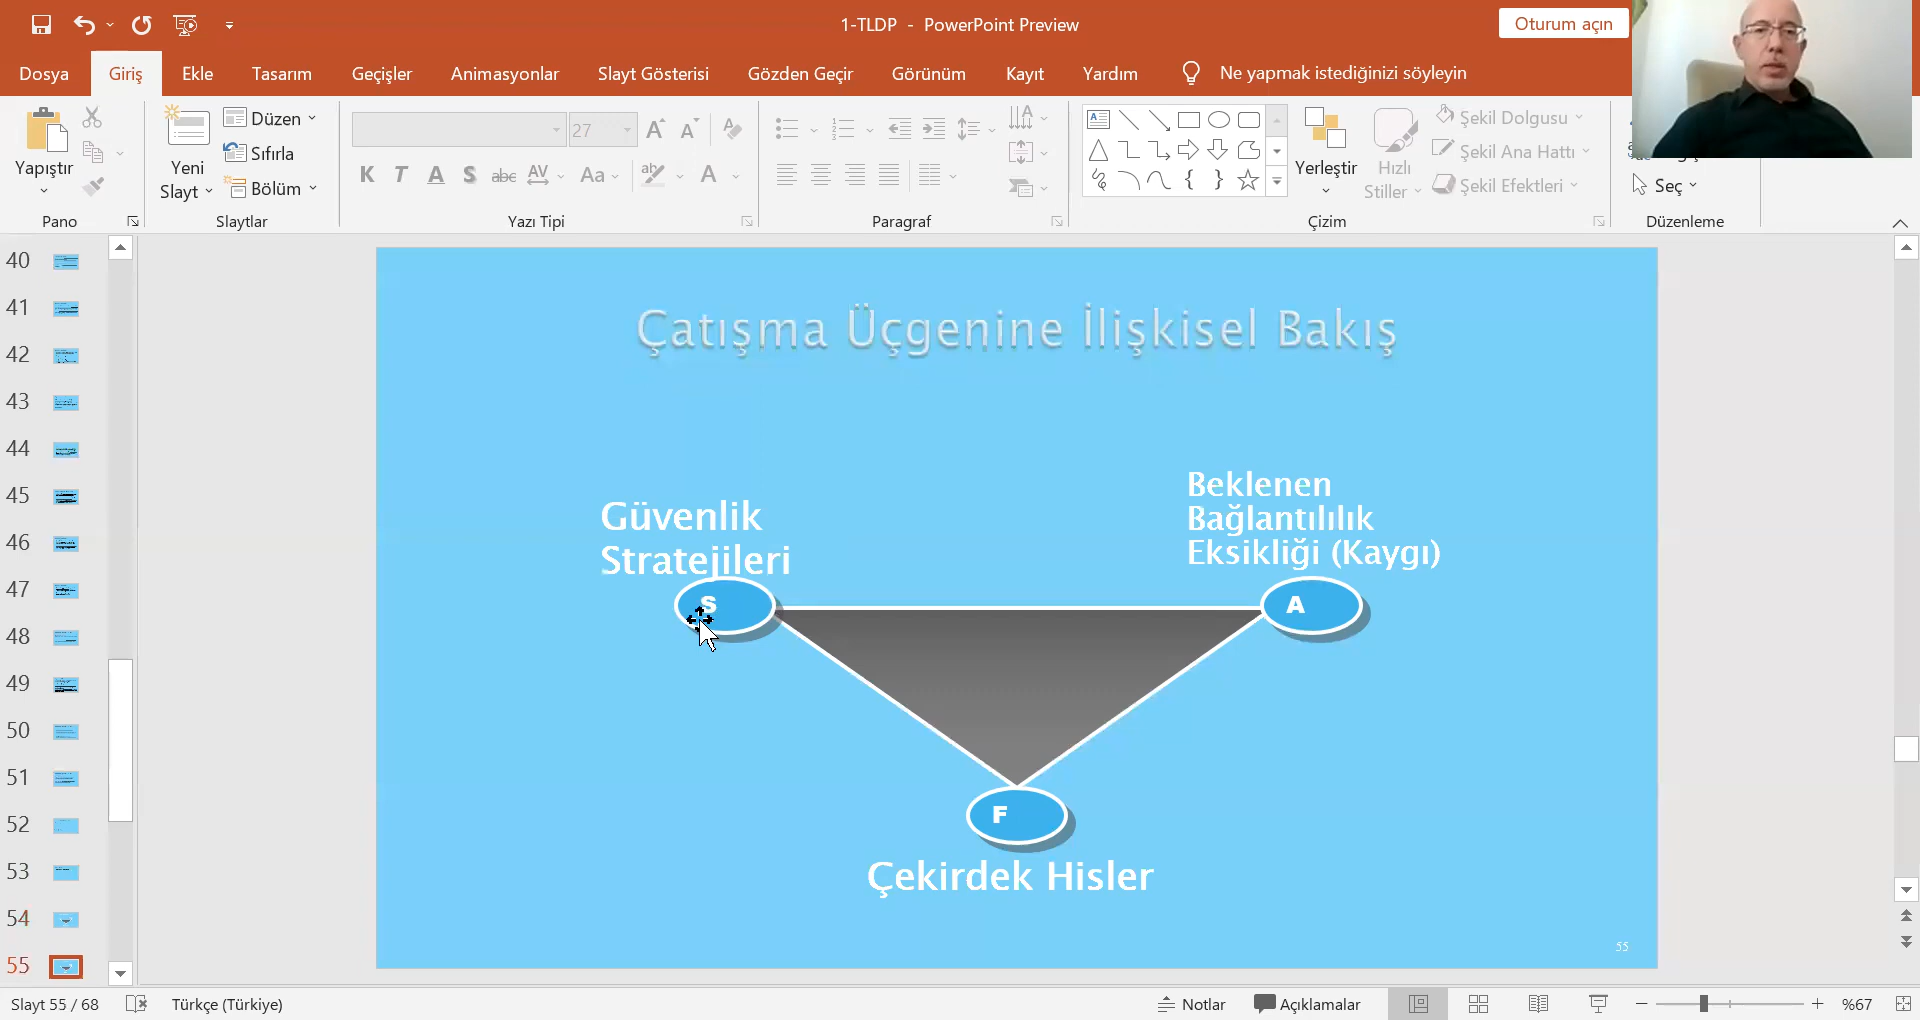 1-TLDP - PowerPoint Preview
Oturum açın
Dosya
Giriş
Ekle
Tasarım
Geçişler
Animasyonlar
Slayt Gösterisi
Gözden Geçir
Görünüm
Kayıt
Yardım
Ne yapmak istediğinizi söyleyin
Yapıştır
Yeni
Slayt
Düzen
Sıfırla
Bölüm
27
K T A S abc AV Aa A
Yerleştir
Hızlı
Stiller
Şekil Dolgusu
Şekil Ana Hattı
Şekil Efektleri
Seç
Pano
Slaytlar
Yazı Tipi
Paragraf
Çizim
Düzenleme
40
41
42
43
44
45
46
47
48
49
50
51
52
53
54
55
Çatışma Üçgenine İlişkisel Bakış
Güvenlik
Stratejileri
Beklenen
Bağlantılılık
Eksikliği (Kaygı)
S
A
F
Çekirdek Hisler
55
Slayt 55 / 68
Türkçe (Türkiye)
Notlar
Açıklamalar
%67